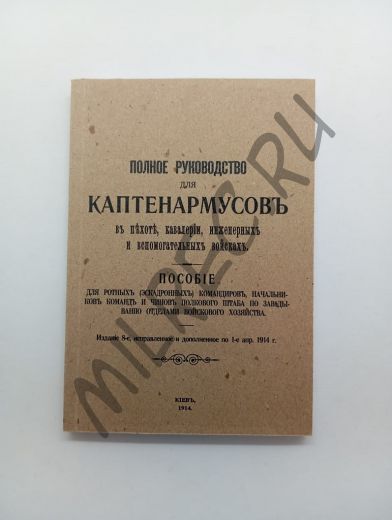 ПОЛНОЕ РУКОВОДСТВО
ДЛЯ
КАПТЕНАРМУСОВЪ
въ пѣхотѣ, кавалеріи, инженерныхъ
и вспомогательныхъ войскахъ.
ПОСОБІЕ
ДЛЯ РОТНЫХЪ (ЭСКАДРОННЫХЪ) КОМАНДИРОВЪ, НАЧАЛЬНИ-
КОВЪ КОМАНДЪ И ЧИНОВЪ ПОЛКОВОГО ШТАБА ПО ЗАВѢДЫ-
ВАНІЮ ОТДѢЛАМИ ВОЙСКОВОГО ХОЗЯЙСТВА.
Изданіе 8-е, исправленное и дополненное по 1-е апр. 1914 г.
КІЕВЪ.
1914.
MILREZ.RU